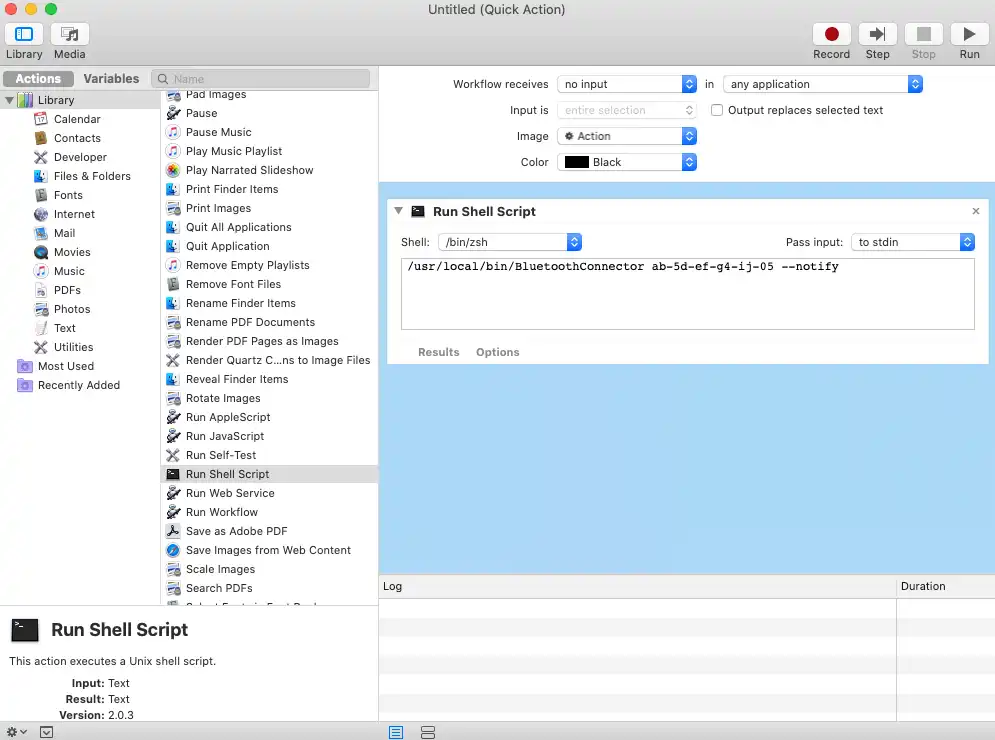 Untitled (Quick Action)
Library Media
Record Step Stop Run
Actions Variables
Name
Library
Calendar
Contacts
Developer
Files & Folders
Fonts
Internet
Mail
Movies
Music
PDFs
Photos
Text
Utilities
Most Used
Recently Added
Pad Images
Pause
Pause Music
Play Music Playlist
Play Narrated Slideshow
Print Finder Items
Print Images
Quit All Applications
Quit Application
Remove Empty Playlists
Remove Font Files
Rename Finder Items
Rename PDF Documents
Render PDF Pages as Images
Render Quartz C...ns to Image Files
Reveal Finder Items
Rotate Images
Run AppleScript
Run JavaScript
Run Self-Test
Run Shell Script
Run Web Service
Run Workflow
Save as Adobe PDF
Save Images from Web Content
Scale Images
Search PDFs
Workflow receives no input in any application
Input is entire selection Output replaces selected text
Image Action
Color Black
Run Shell Script
Shell: /bin/zsh Pass input: to stdin
/usr/local/bin/BluetoothConnector ab-5d-ef-g4-ij-05 --notify
Results Options
Log Duration
Run Shell Script
This action executes a Unix shell script.
Input: Text
Result: Text
Version: 2.0.3